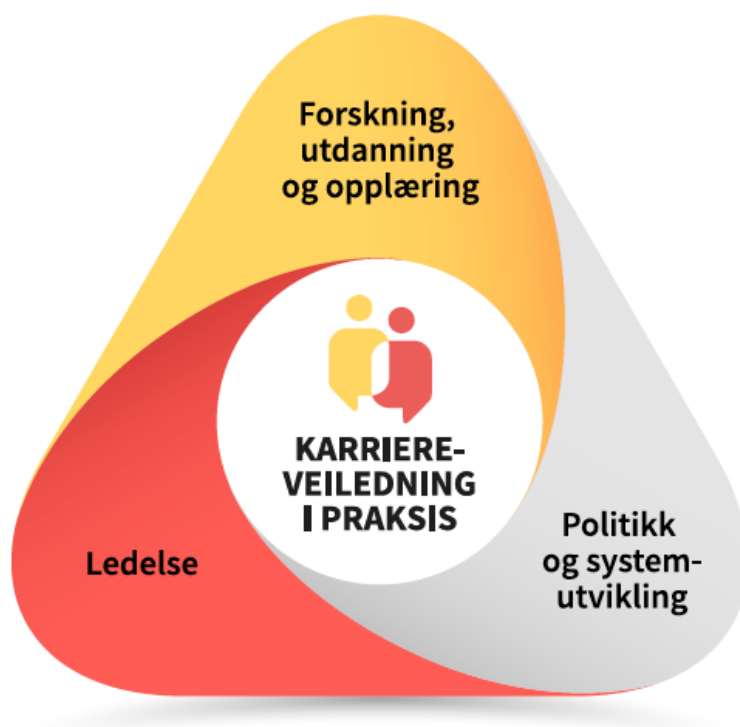 Forskning,
utdanning
og opplæring
KARRIERE-
VEILEDNING
I PRAKSIS
Ledelse
Politikk
og system-
utvikling